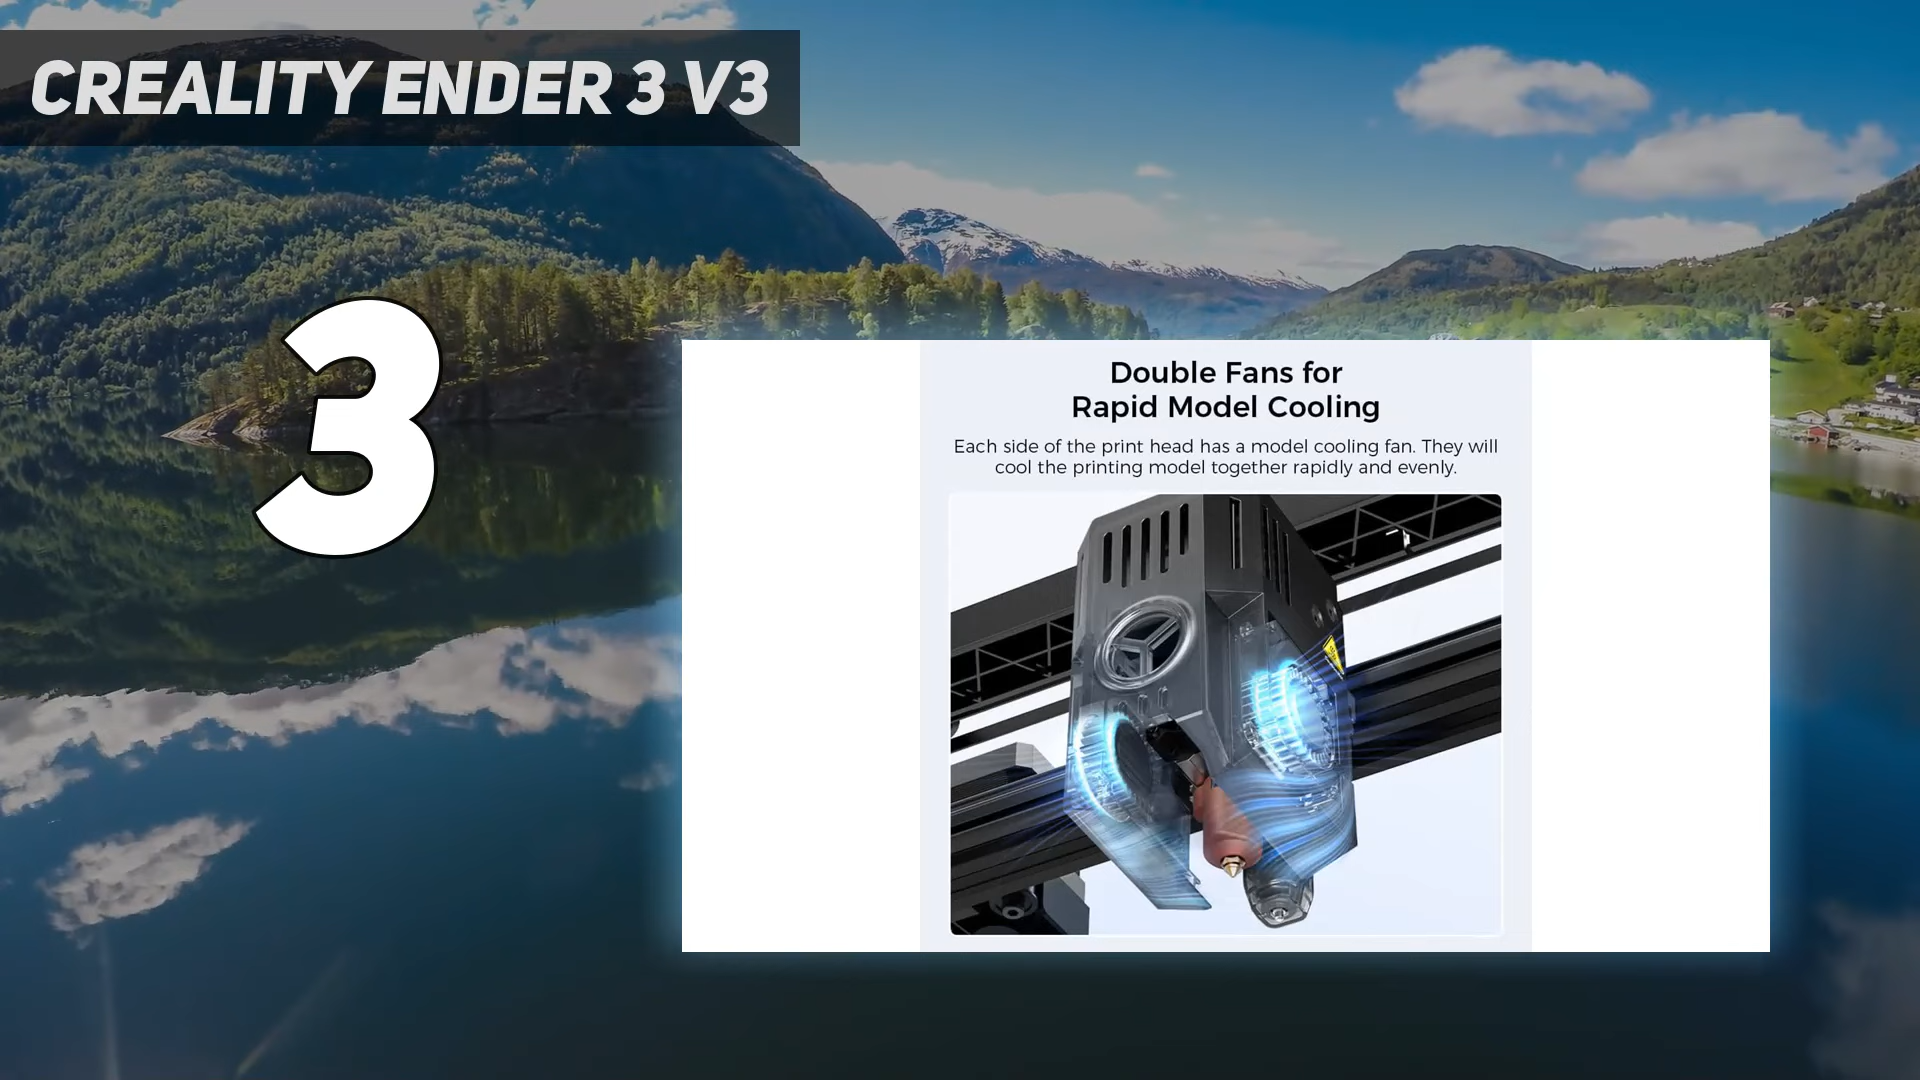 CREALITY ENDER 3 V3
3
Double Fans for
Rapid Model Cooling
Each side of the print head has a model cooling fan. They will
cool the printing model together rapidly and evenly.